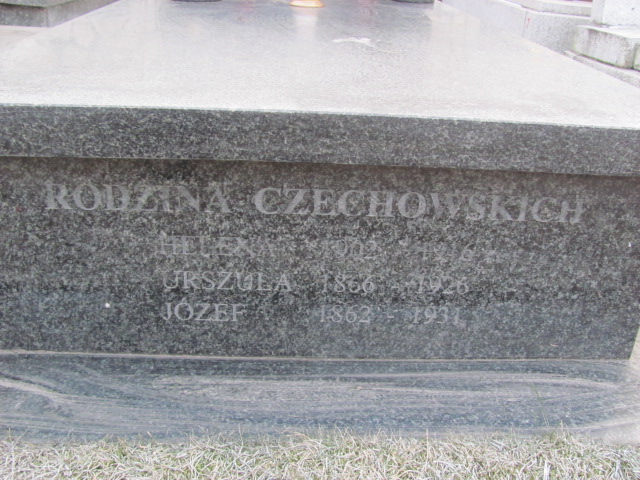 RODZINA CZECHOWSKICH
HELENA 1902
URSZULA 1866 - 1926
JÓZEF 1862 - 1931